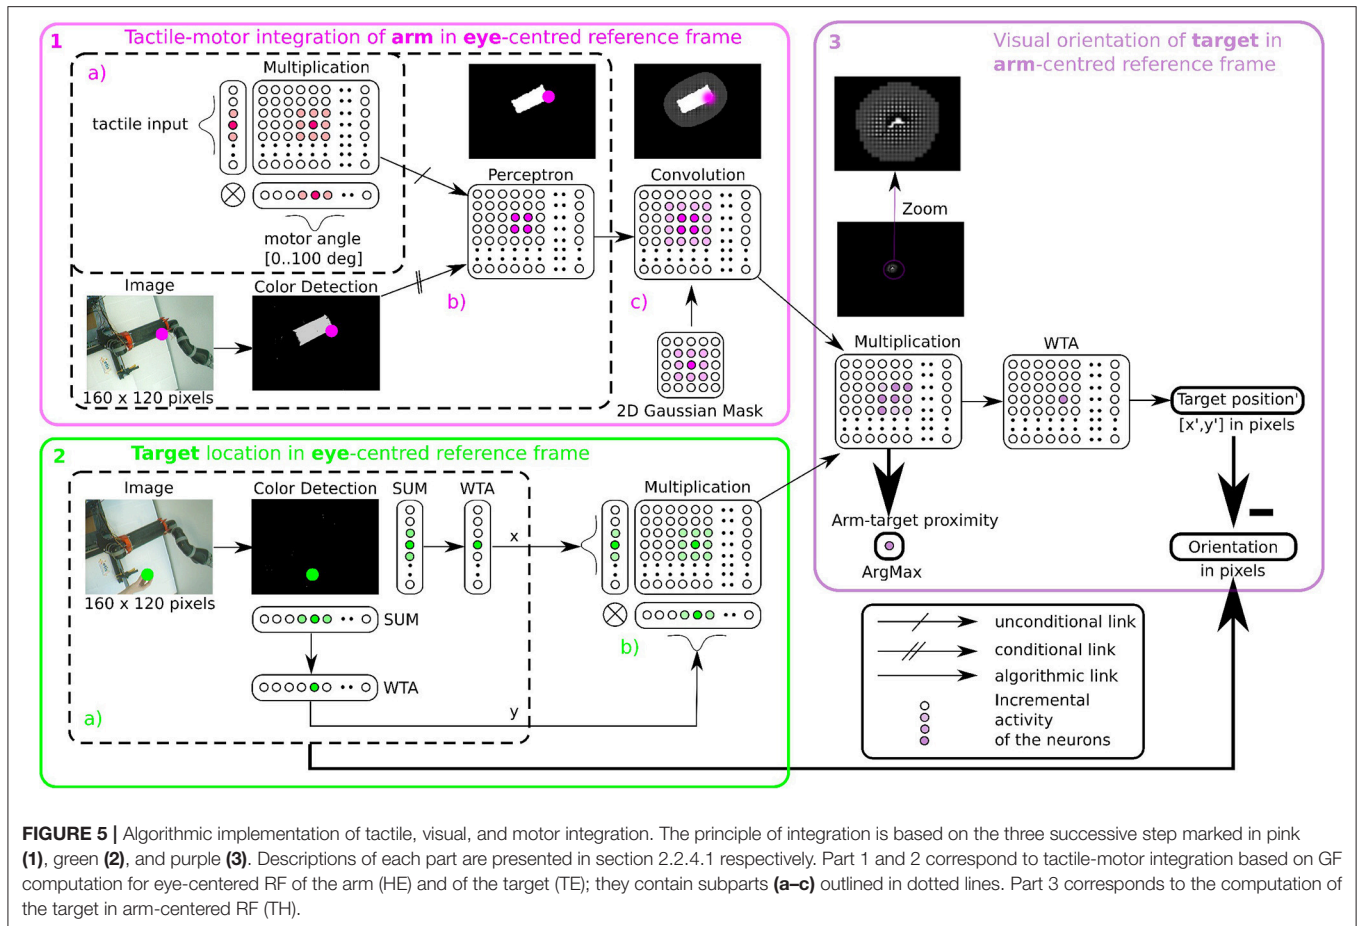 1 Tactile-motor integration of arm in eye-centred reference frame
a)
Multiplication
tactile input
motor angle
[0..100 deg]
Perceptron
Convolution
b)
c)
Image
Color Detection
160 x 120 pixels
2D Gaussian Mask
2 Target location in eye-centred reference frame
Image
Color Detection
SUM
WTA
x
Multiplication
160 x 120 pixels
SUM
b)
WTA
a)
y
3
Visual orientation of target in
arm-centred reference frame
Zoom
Multiplication
WTA
Target position'
[x',y'] in pixels
Arm-target proximity
ArgMax
Orientation
in pixels
unconditional link
conditional link
algorithmic link
Incremental
activity
of the neurons
FIGURE 5 | Algorithmic implementation of tactile, visual, and motor integration. The principle of integration is based on the three successive step marked in pink
(1), green (2), and purple (3). Descriptions of each part are presented in section 2.2.4.1 respectively. Part 1 and 2 correspond to tactile-motor integration based on GF
computation for eye-centered RF of the arm (HE) and of the target (TE); they contain subparts (a–c) outlined in dotted lines. Part 3 corresponds to the computation of
the target in arm-centered RF (TH).